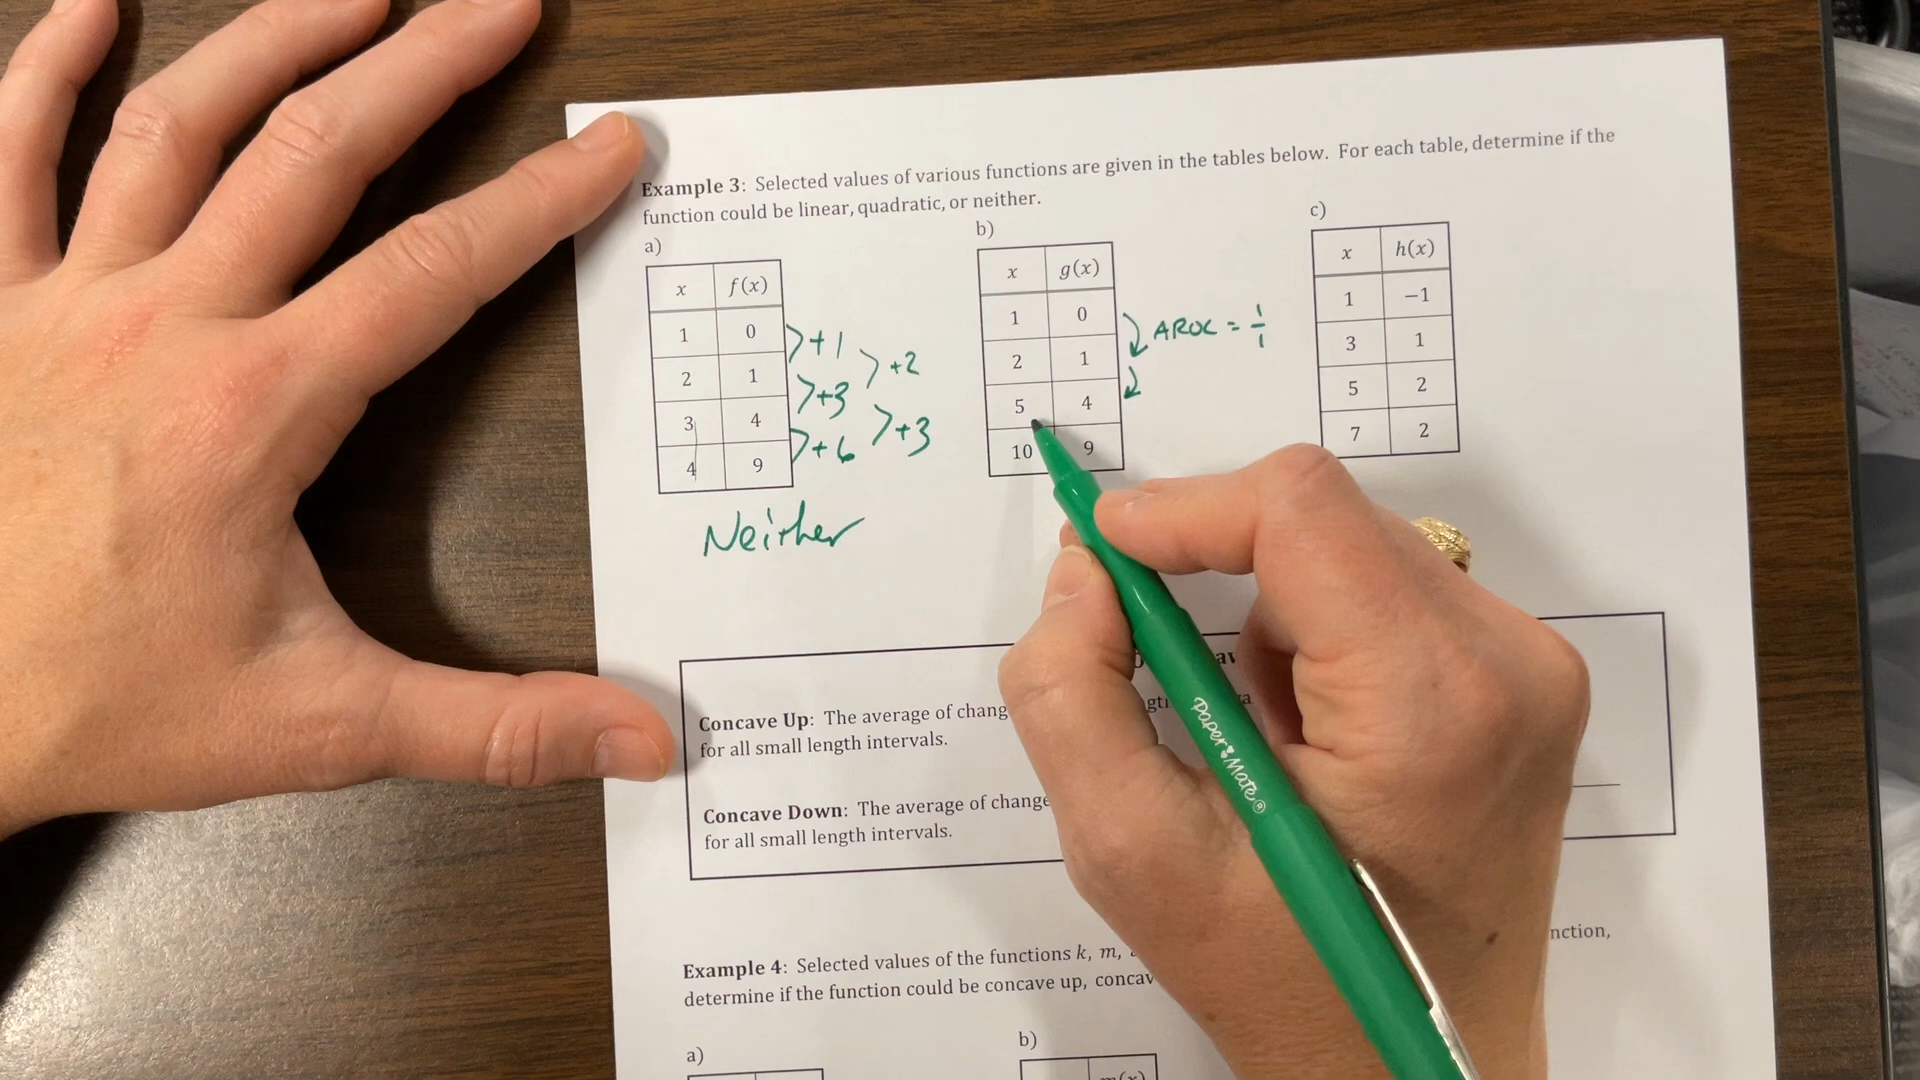 Example 3: Selected values of various functions are given in the tables below. For each table, determine if the
function could be linear, quadratic, or neither.
a)
x f(x)
1 0
2 1
3 4
4 9
>+1
>+3
>+6
>+2
>+3
Neither
b)
x g(x)
1 0
2 1
5 4
10 9
AROC = 1/1
c)
x h(x)
1 −1
3 1
5 2
7 2
Concave Up: The average of chang
for all small length intervals.
Concave Down: The average of change
for all small length intervals.
Paper Mate®
Example 4: Selected values of the functions k, m,
nction,
determine if the function could be concave up, concav
a)
b)
m(x)